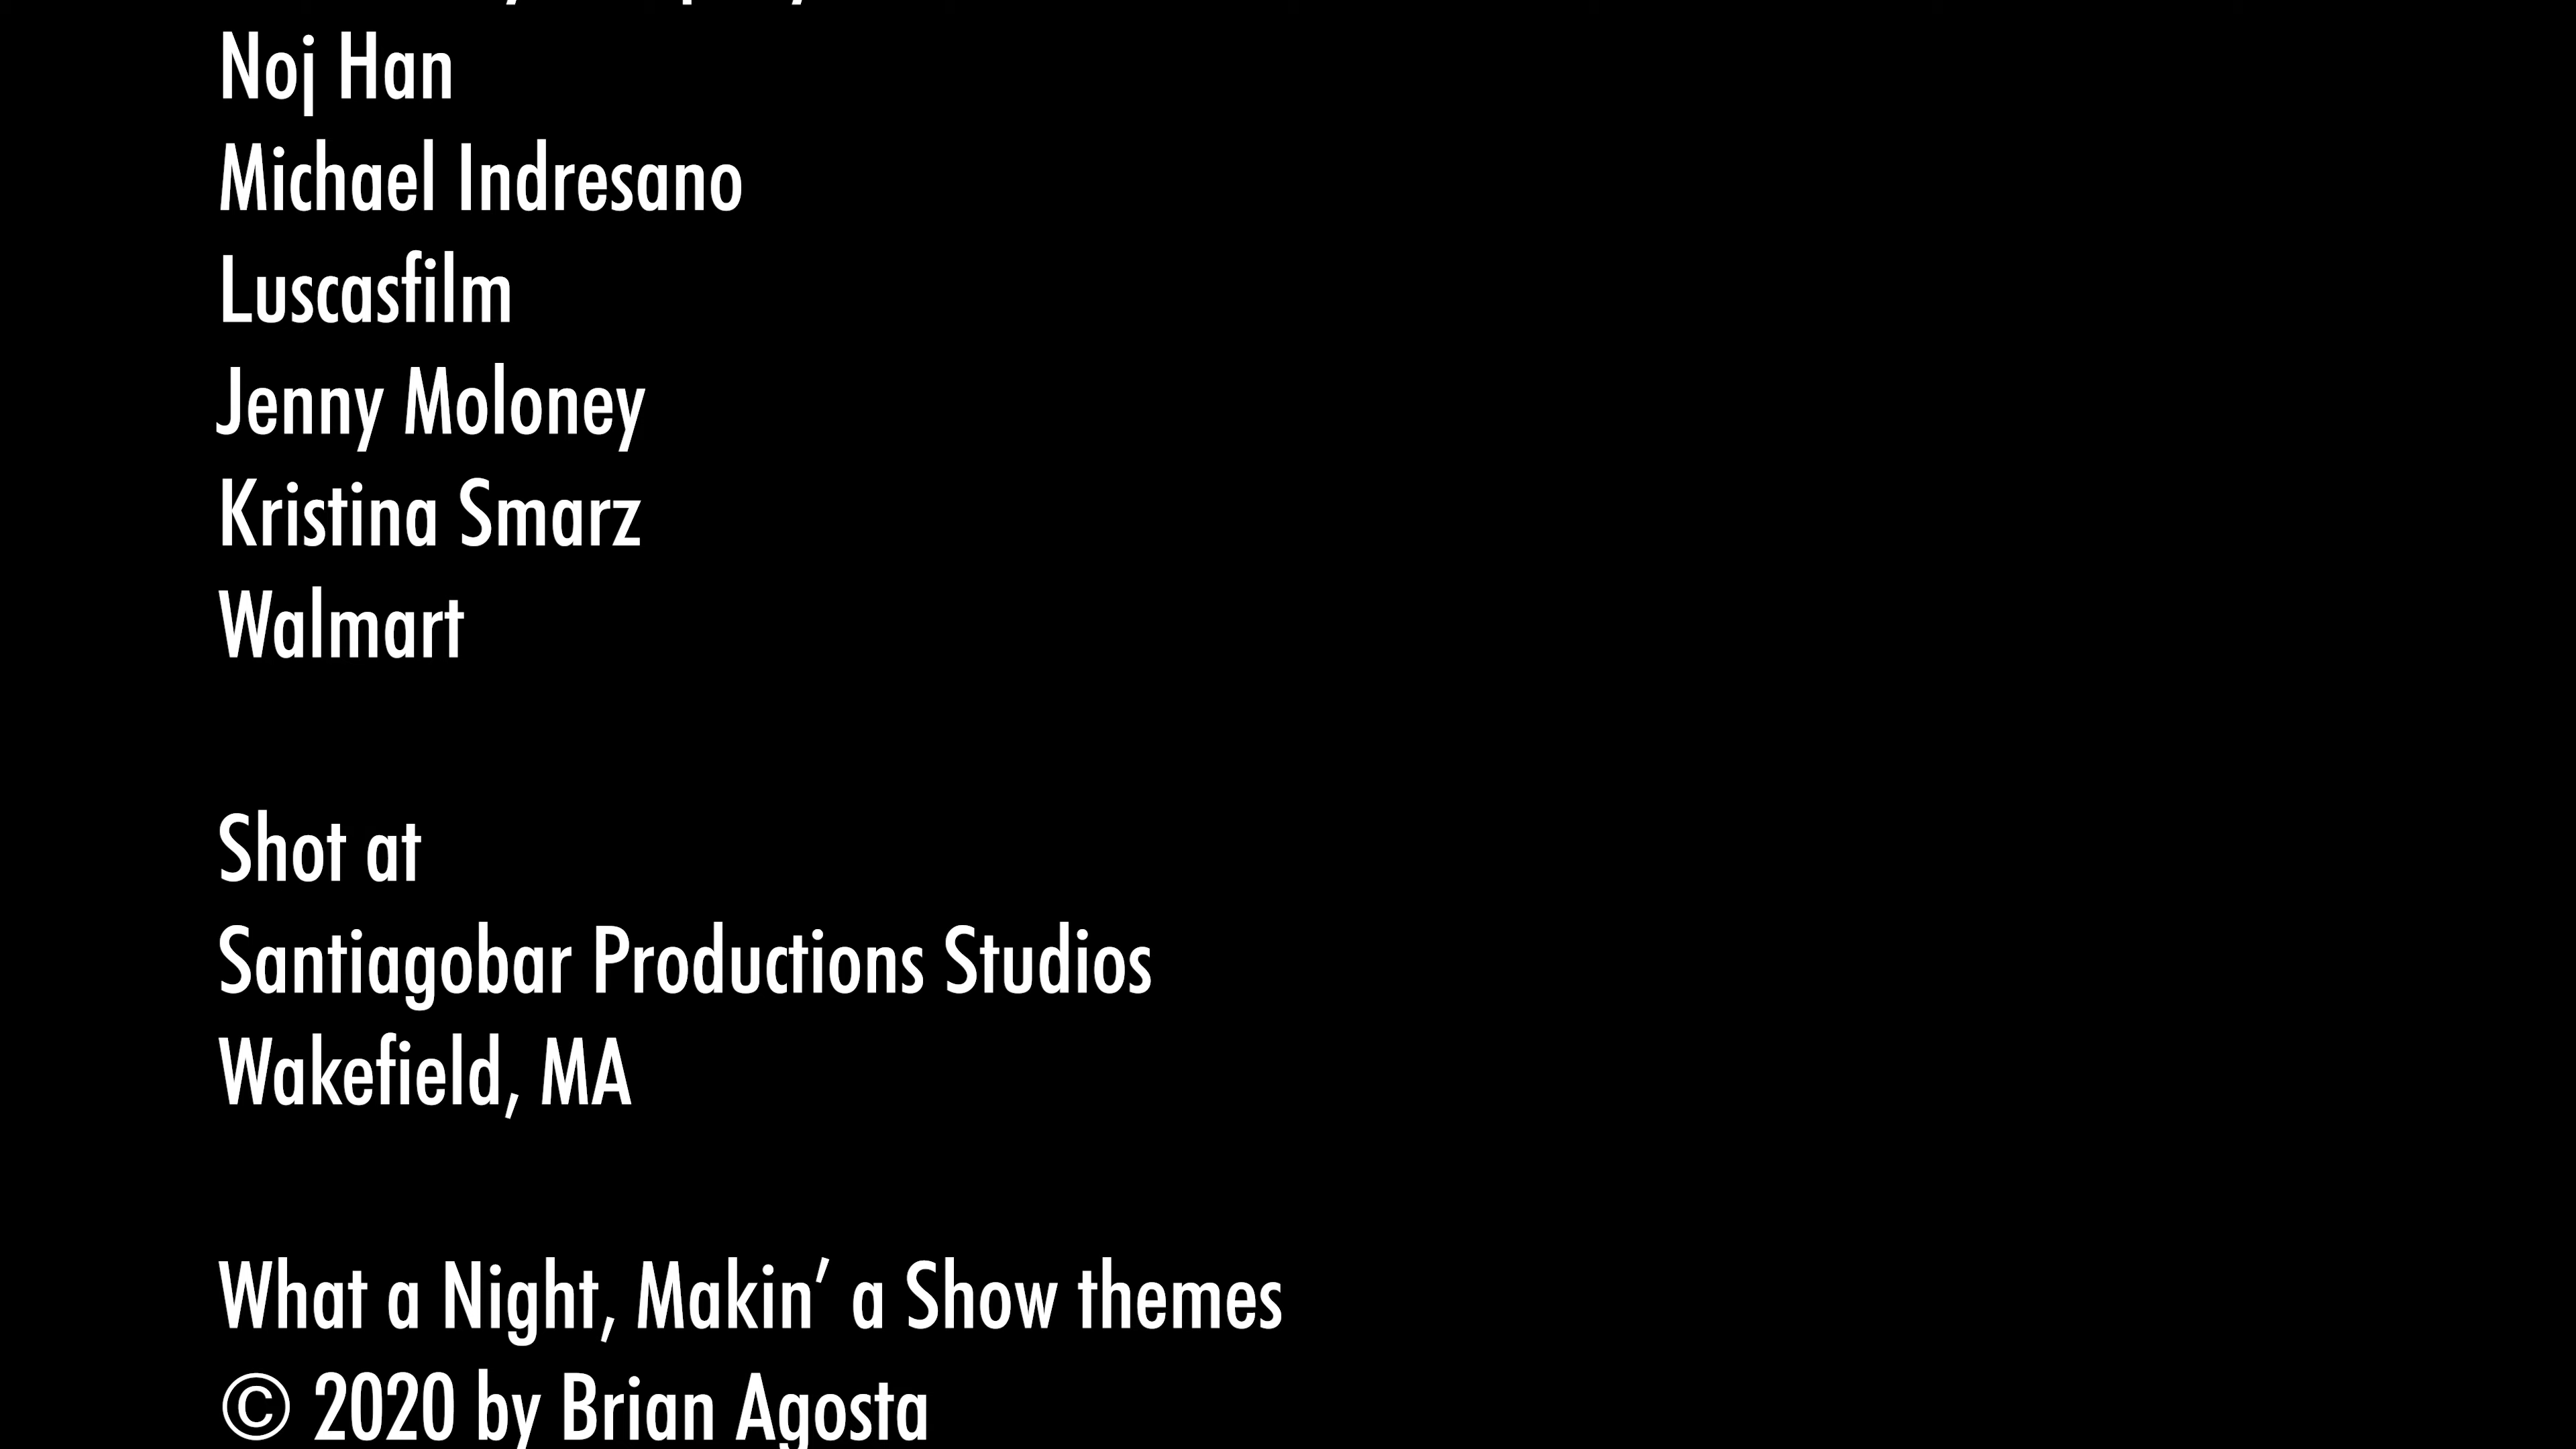 Noj Han
Michael Indresano
Luscasfilm
Jenny Moloney
Kristina Smarz
Walmart
Shot at
Santiagobar Productions Studios
Wakefield, MA
What a Night, Makin’ a Show themes
© 2020 by Brian Agosta